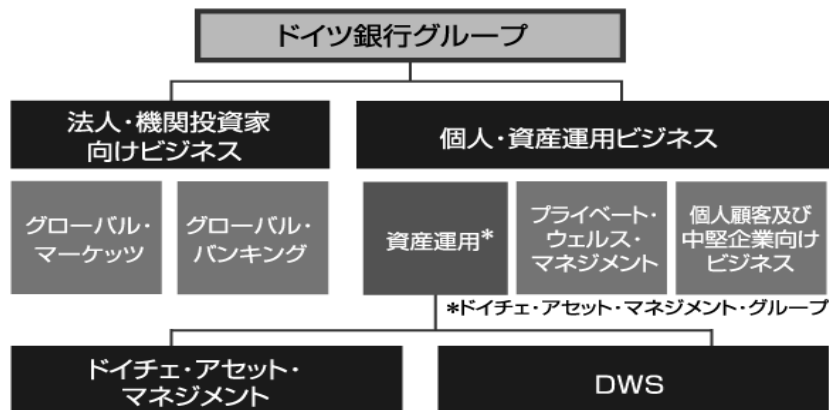 ドイツ銀行グループ
法人・機関投資家
向けビジネス
個人・資産運用ビジネス
グローバル・
マーケッツ
グローバル・
バンキング
資産運用*
プライベート・
ウェルス・
マネジメント
個人顧客及び
中堅企業向け
ビジネス
*ドイチェ・アセット・マネジメント・グループ
ドイチェ・アセット・
マネジメント
DWS